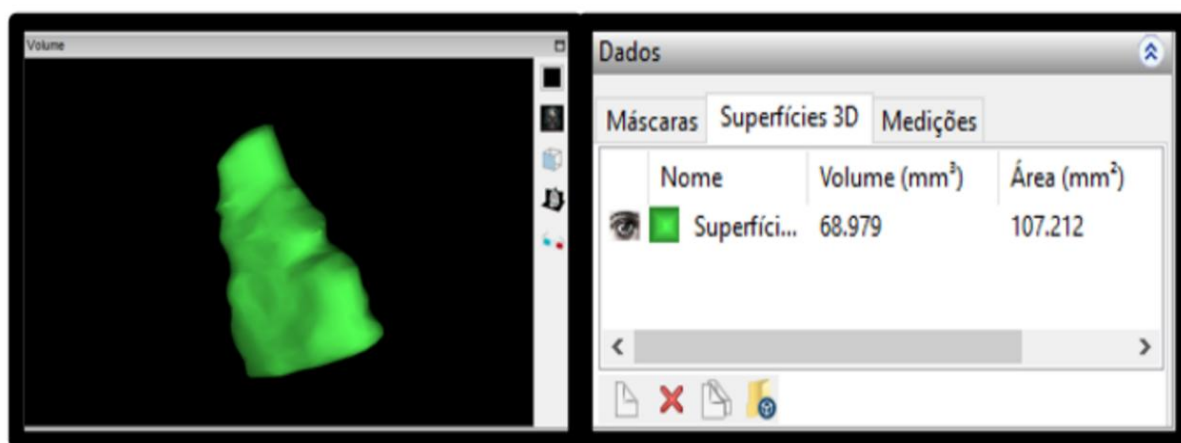 Volume
Dados
Máscaras Superfícies 3D Medições
Nome Volume (mm³) Área (mm²)
Superfíci... 68.979 107.212